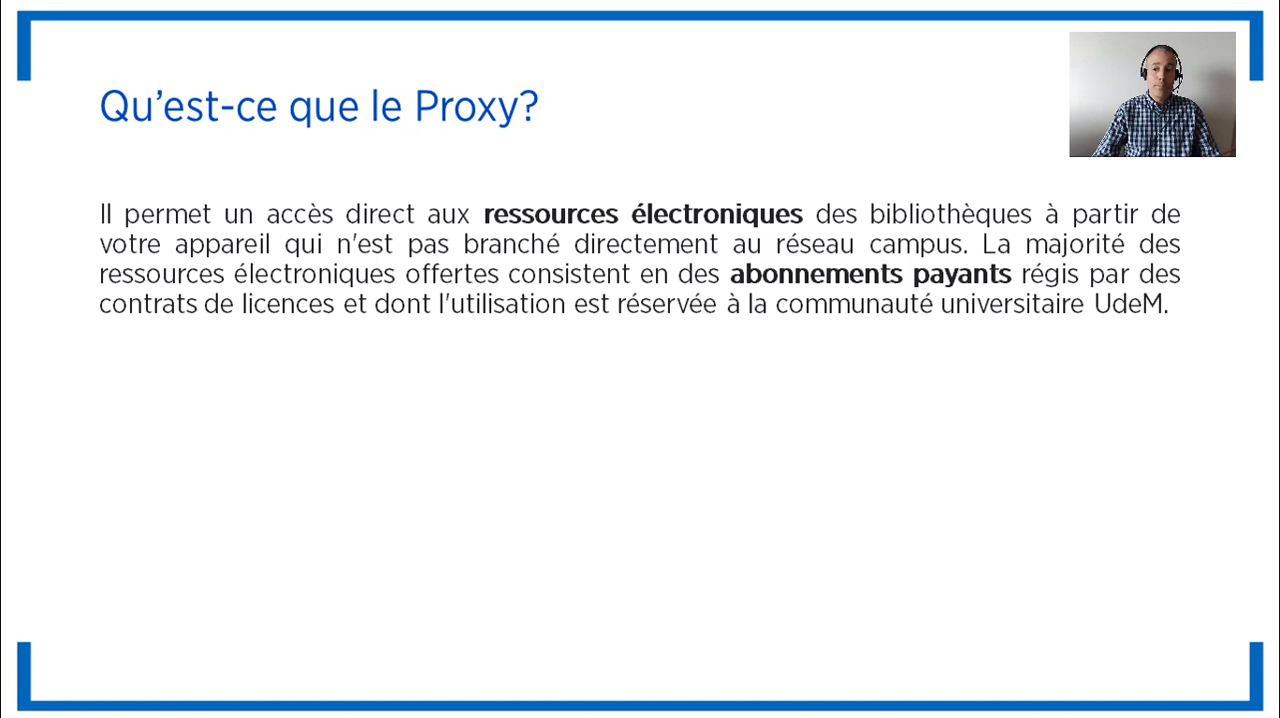 Qu’est-ce que le Proxy?
Il permet un accès direct aux ressources électroniques des bibliothèques à partir de
votre appareil qui n'est pas branché directement au réseau campus. La majorité des
ressources électroniques offertes consistent en des abonnements payants régis par des
contrats de licences et dont l'utilisation est réservée à la communauté universitaire UdeM.